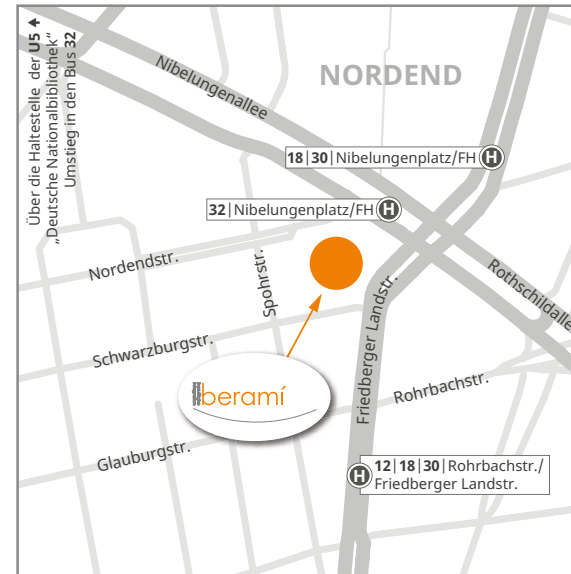 Über die Haltestelle der U5
„Deutsche Nationalbibliothek“
Umstieg in den Bus 32
Nibelungenallee
NORDEND
18|30|Nibelungenplatz/FH H
32|Nibelungenplatz/FH H
Nordendstr.
Spohrstr.
Rothschildalle
Friedberger Landstr.
Schwarzburgstr.
beramí
Rohrbachstr.
Glauburgstr.
H 12|18|30|Rohrbachstr./
Friedberger Landstr.